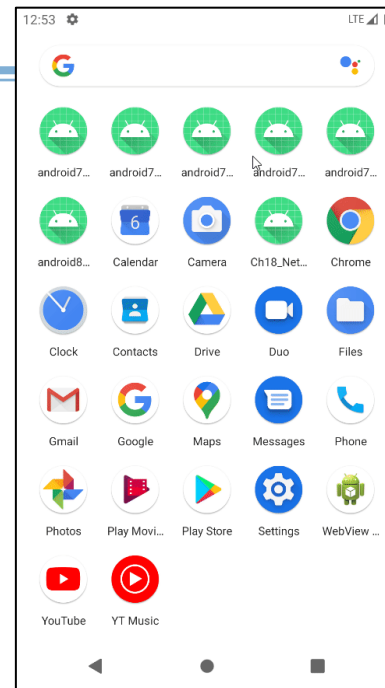 12:53 LTE
android7... android7... android7... android7... android7...
android8... Calendar Camera Ch18_Net... Chrome
Clock Contacts Drive Duo Files
Gmail Google Maps Messages Phone
Photos Play Movi... Play Store Settings WebView ...
YouTube YT Music